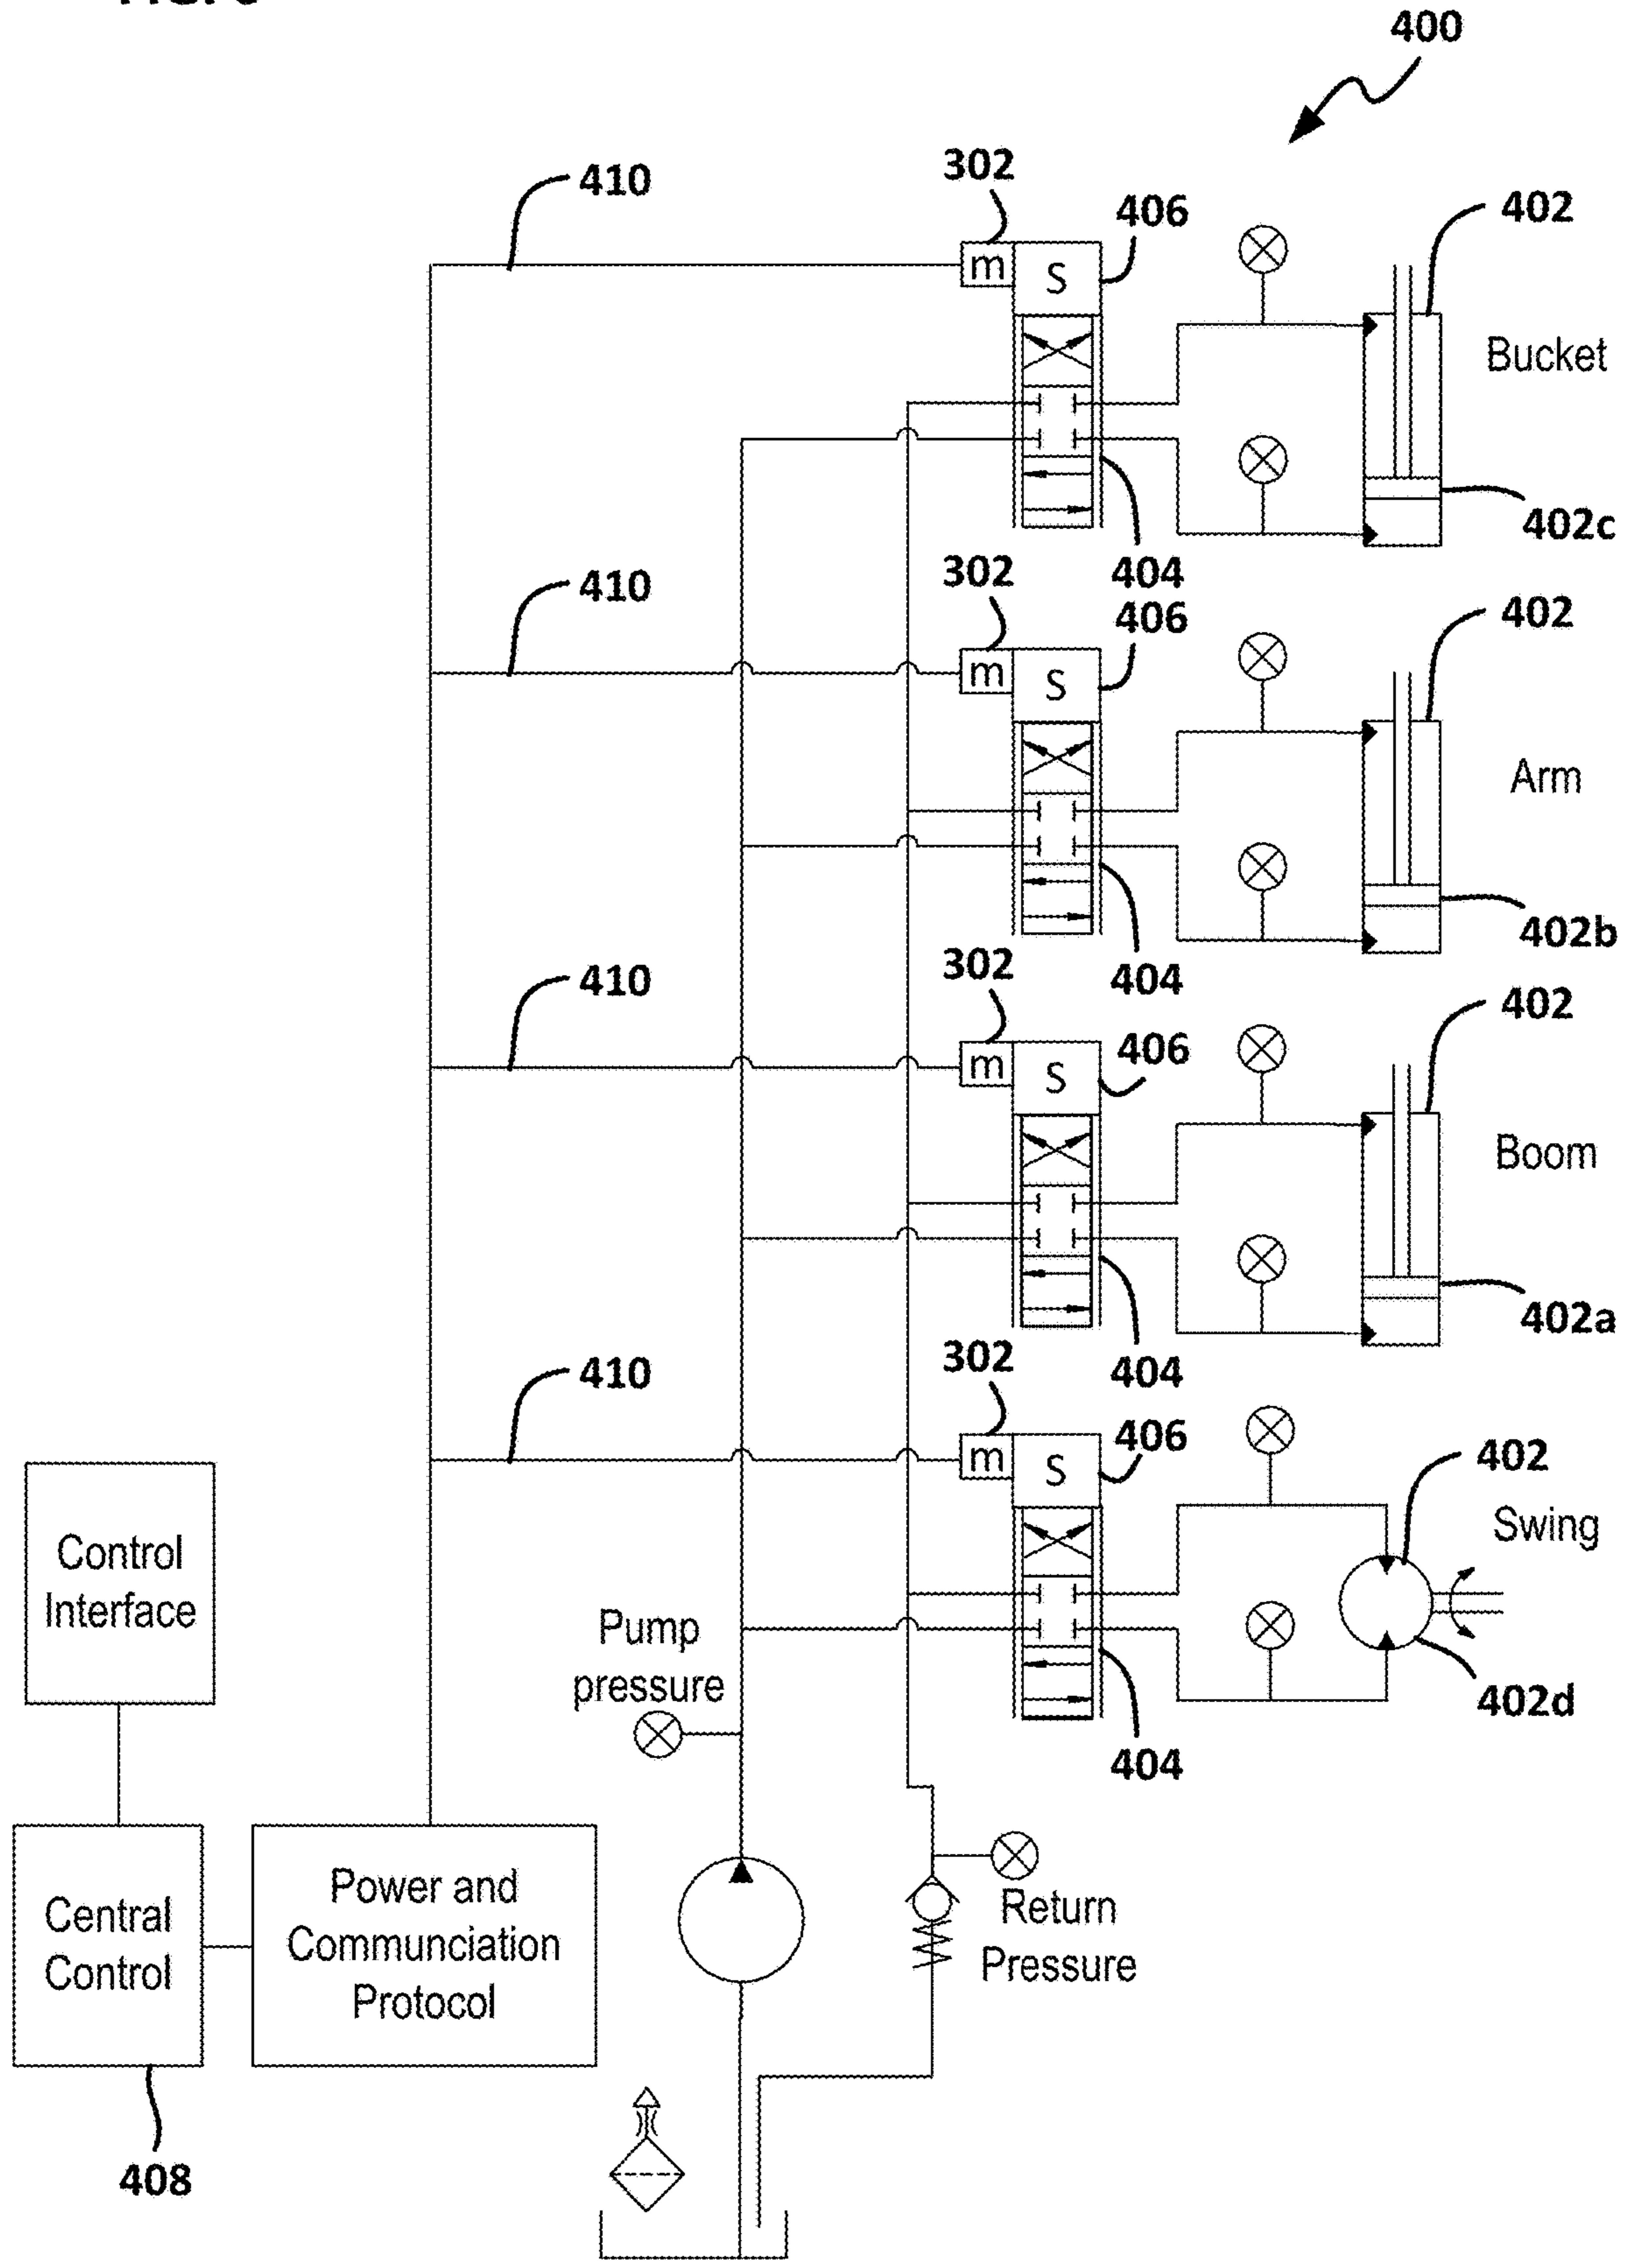 400
410
302
406
402
m
S
Bucket
402c
404
410
302
406
402
m
S
Arm
402b
404
410
302
406
402
m
S
Boom
402a
404
410
302
406
402
m
S
Swing
402d
404
Control
Interface
Pump
pressure
Central
Control
Power and
Communciation
Protocol
Return
Pressure
408